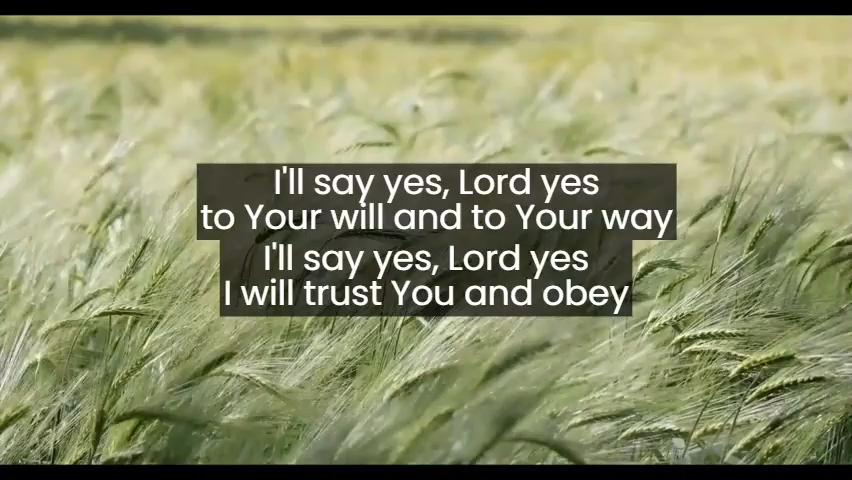 I'll say yes, Lord yes
to Your will and to Your way
I'll say yes, Lord yes
I will trust You and obey